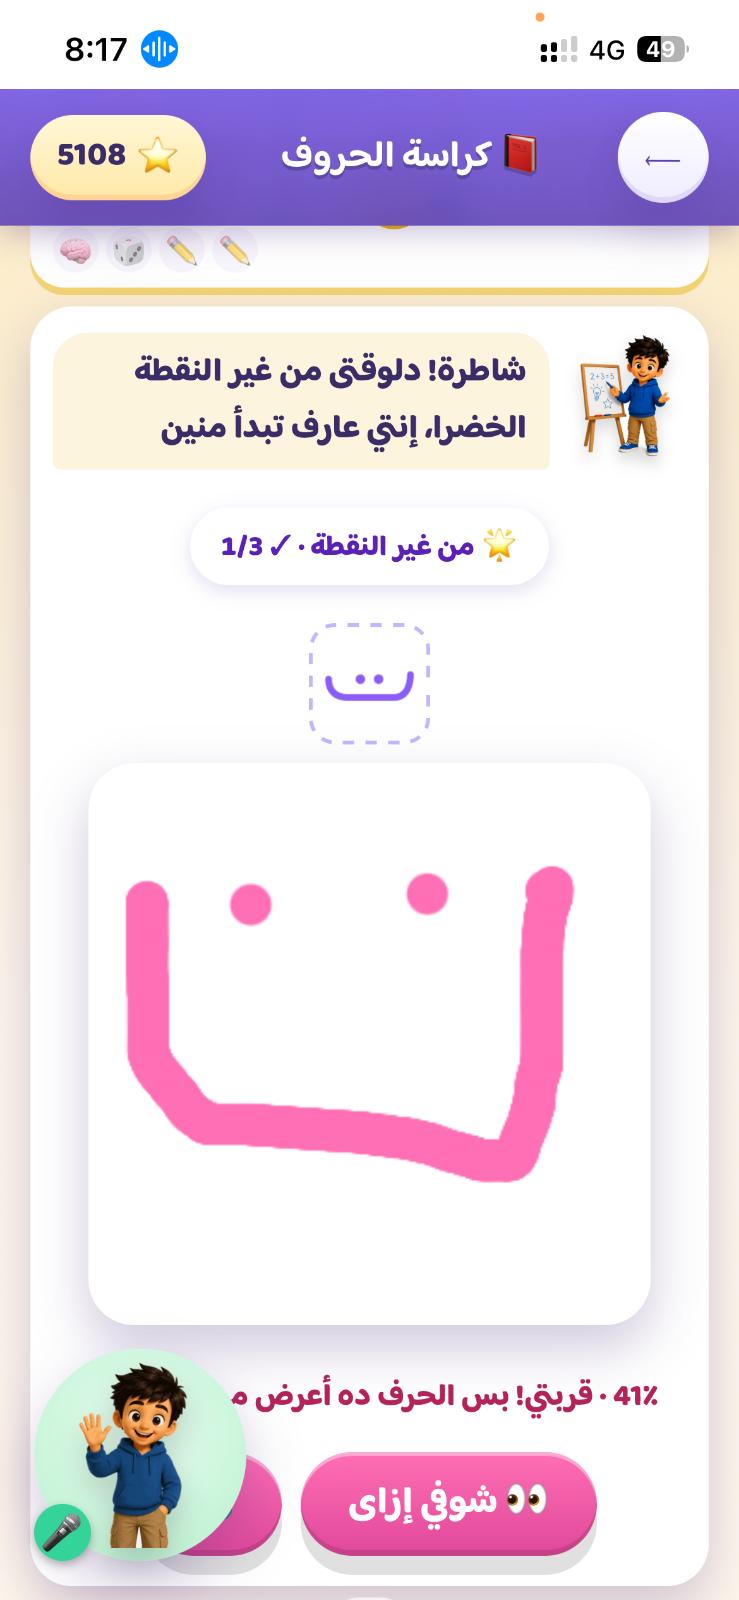 8:17
4G
49
كراسة الحروف
5108
شاطرة! دلوقتى من غير النقطة
الخضرا، إنتي عارف تبدأ منين
من غير النقطة · ✓ 1/3
ت
41٪ · قربتي! بس الحرف ده أعرض
شوفي إزاى